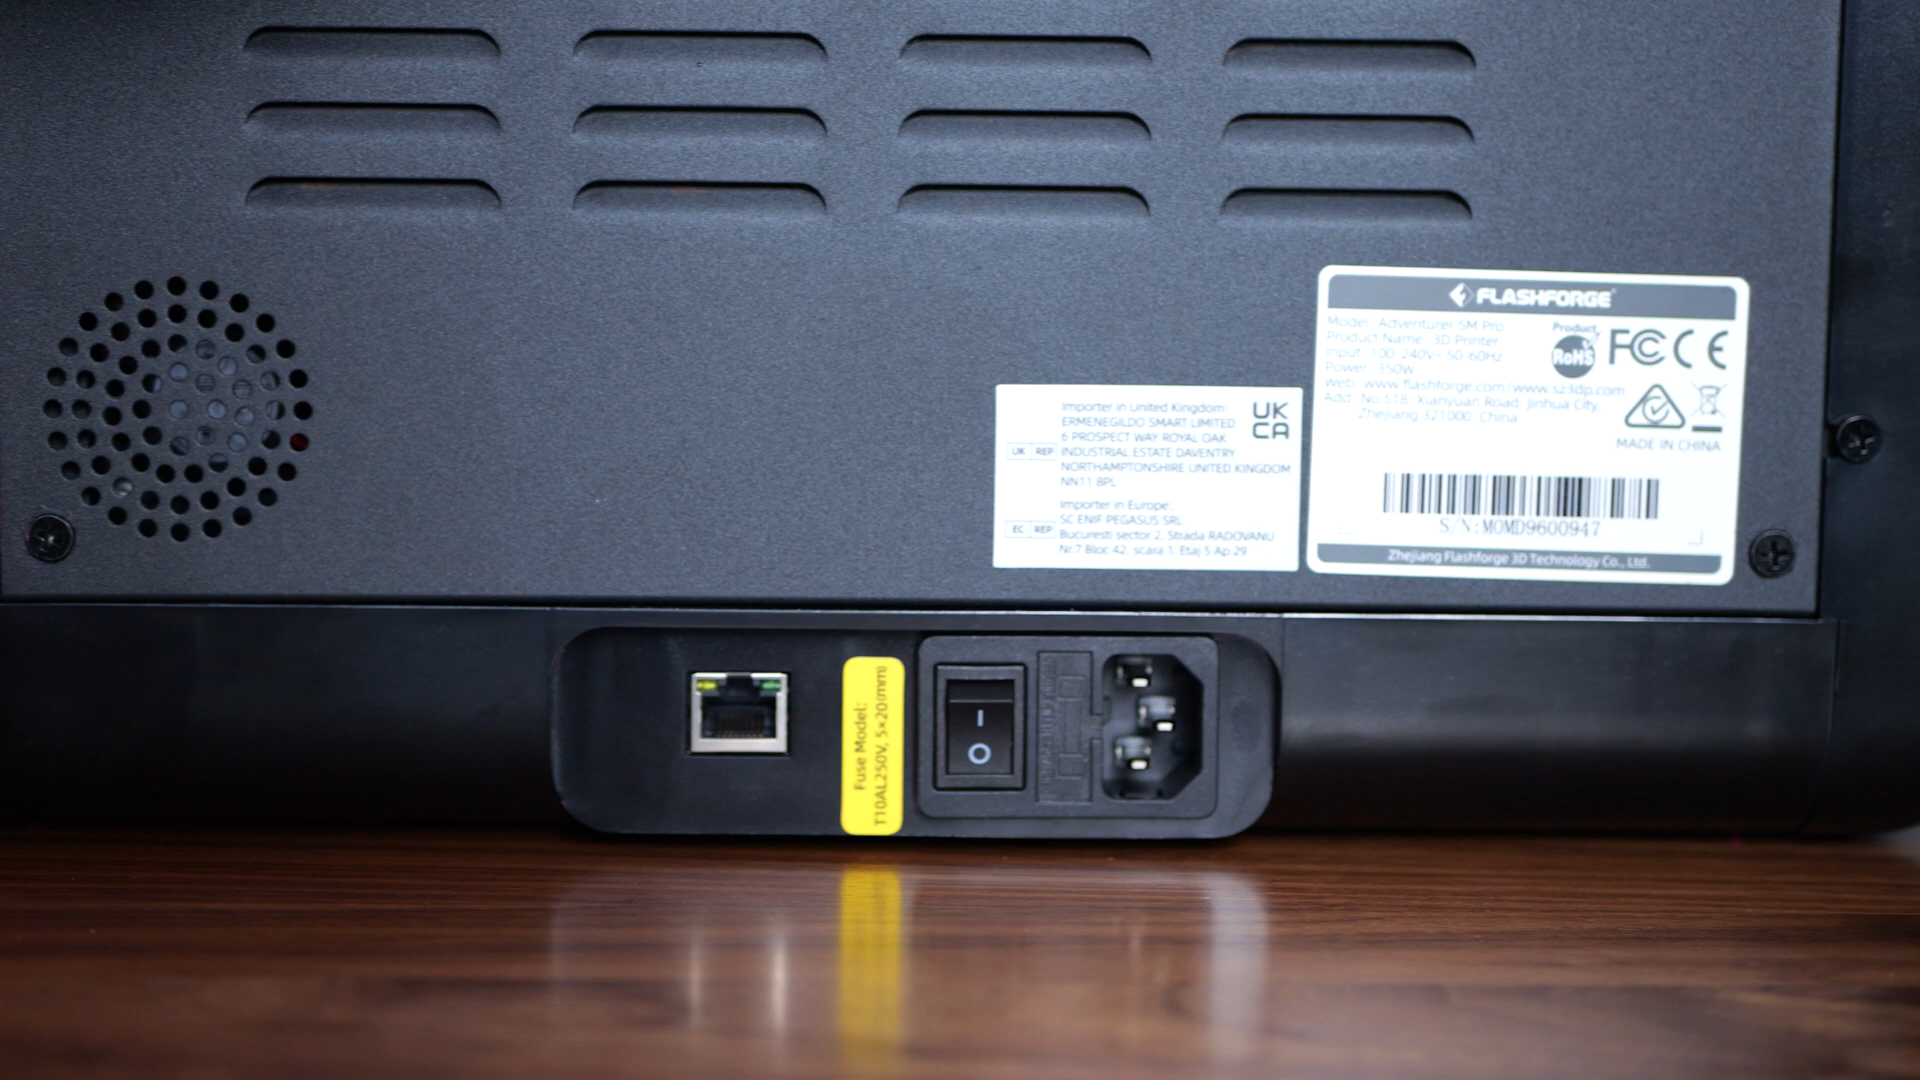 FLASHFORGE
Model: Adventurer 5M Pro
Product Name: 3D Printer
Input: 100-240V~ 50-60Hz
Power: 350W
Web: www.flashforge.com/www.sz3dp.com
Add: No.518, Xianyuan Road, Jinhua City,
Zhejiang 321000, China
Product
RoHS
FC CE
MADE IN CHINA
S/N:MOMD9600947
Zhejiang Flashforge 3D Technology Co., Ltd.
Importer in United Kingdom:
ERMENEGILDO SMART LIMITED
6 PROSPECT WAY ROYAL OAK
INDUSTRIAL ESTATE DAVENTRY
NORTHAMPTONSHIRE UNITED KINGDOM
NN11 8PL
UK REP
UK
CA
Importer in Europe:
SC ENIF PEGASUS SRL
Bucuresti sector 2, Strada RADOVANU
Nr.7 Bloc 42, scara 1, Etaj 5 Ap 29
EC REP
Fuse Model:
T10AL250V, 5×20(mm)
I
O